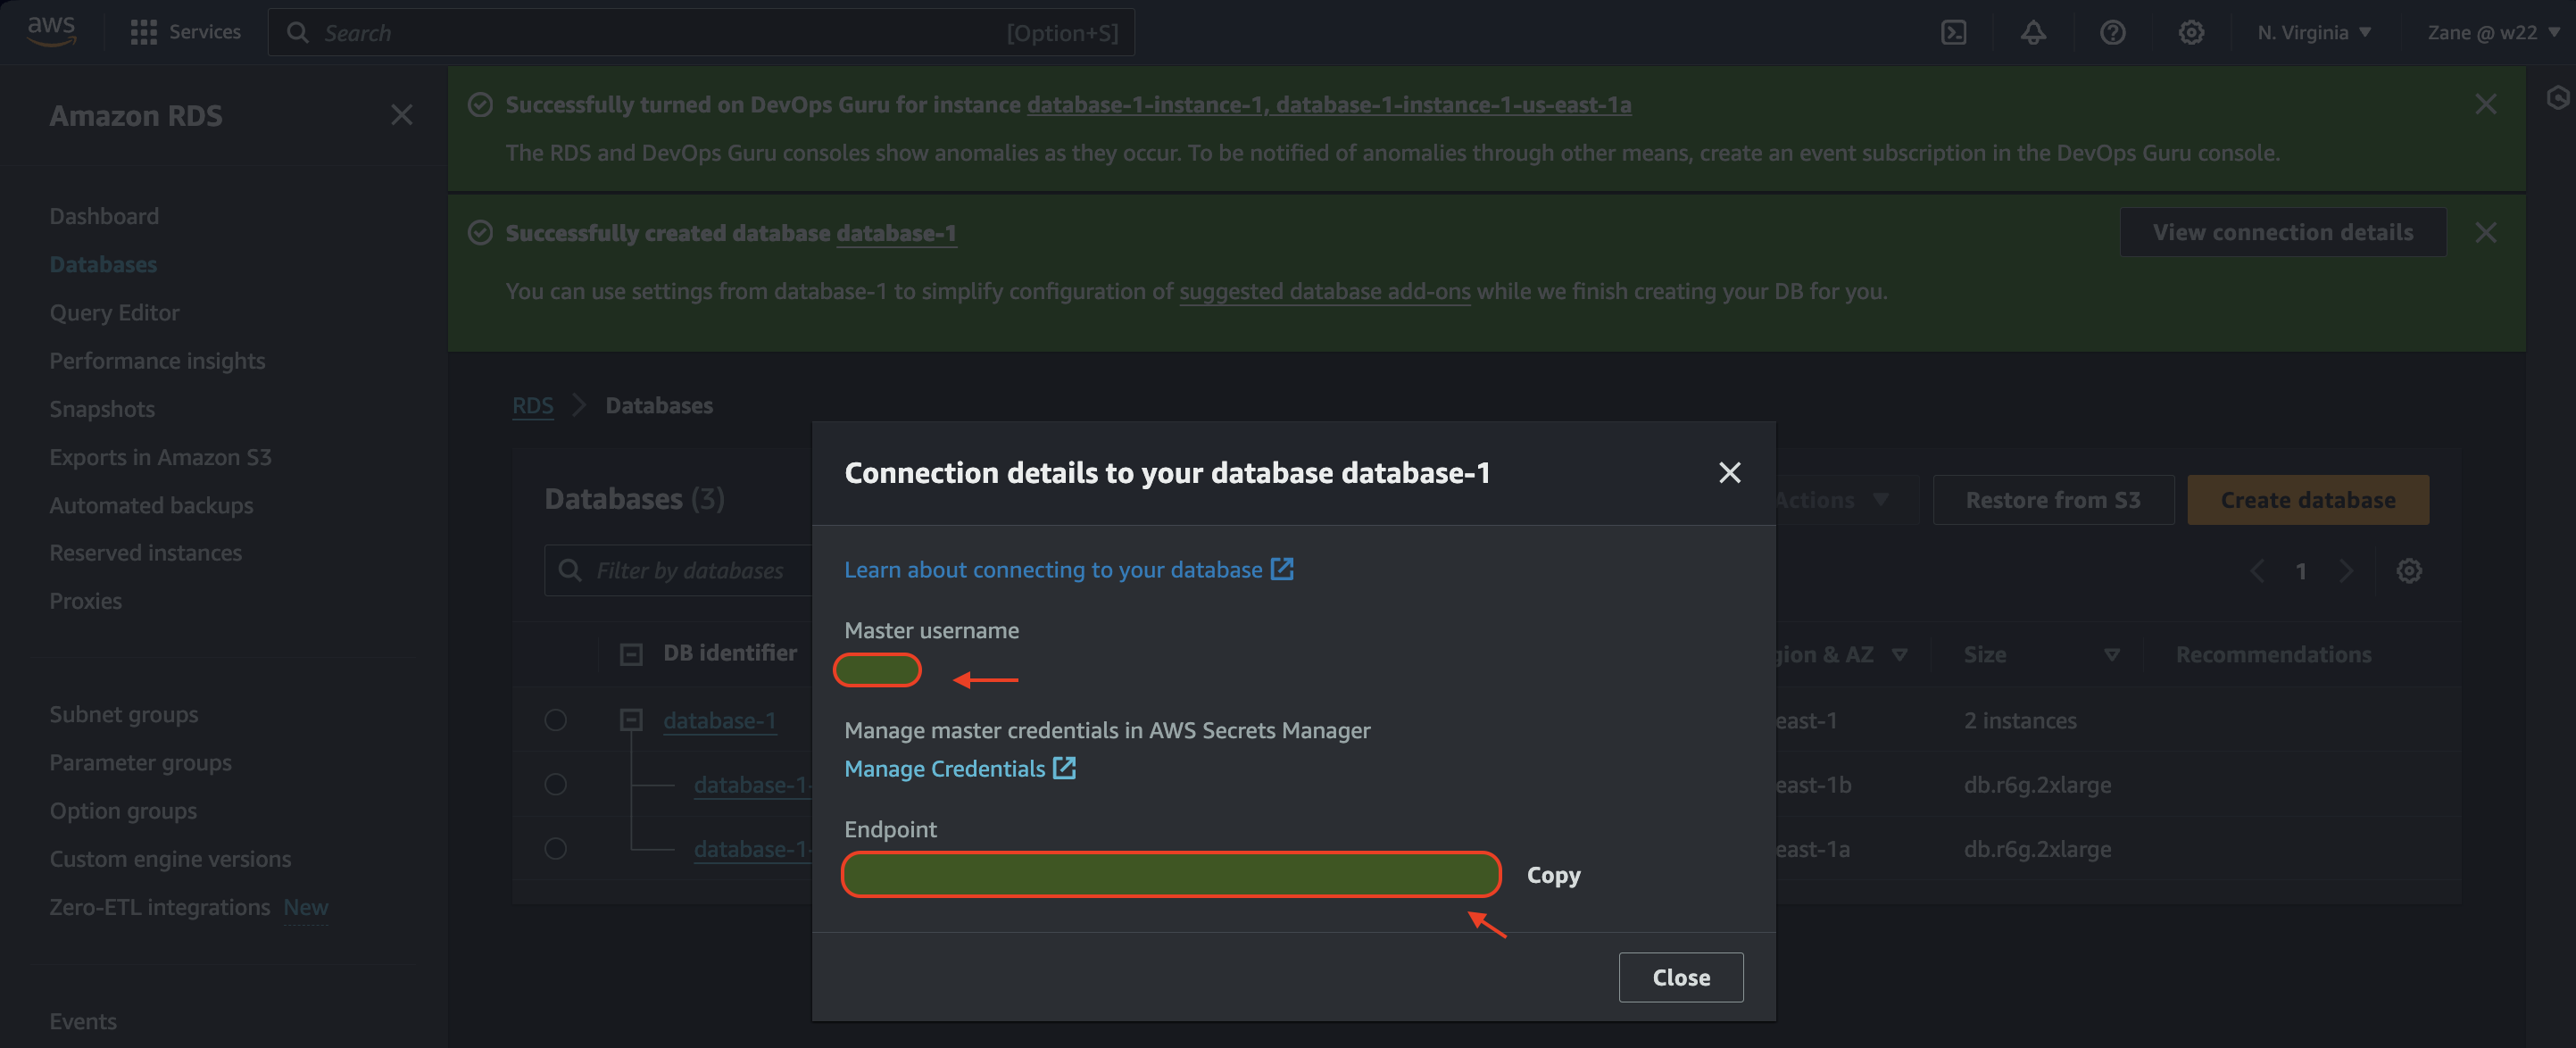 aws
Services
Search
[Option+S]
N. Virginia
Zane @ w22
Amazon RDS
Dashboard
Databases
Query Editor
Performance insights
Snapshots
Exports in Amazon S3
Automated backups
Reserved instances
Proxies
Subnet groups
Parameter groups
Option groups
Custom engine versions
Zero-ETL integrations New
Events
Successfully turned on DevOps Guru for instance database-1-instance-1, database-1-instance-1-us-east-1a
The RDS and DevOps Guru consoles show anomalies as they occur. To be notified of anomalies through other means, create an event subscription in the DevOps Guru console.
Successfully created database database-1
View connection details
You can use settings from database-1 to simplify configuration of suggested database add-ons while we finish creating your DB for you.
RDS
Databases
Databases (3)
Actions
Restore from S3
Create database
Filter by databases
1
DB identifier
gion & AZ
Size
Recommendations
database-1
east-1
2 instances
database-1-
east-1b
db.r6g.2xlarge
database-1-
east-1a
db.r6g.2xlarge
Connection details to your database database-1
Learn about connecting to your database
Master username
Manage master credentials in AWS Secrets Manager
Manage Credentials
Endpoint
Copy
Close